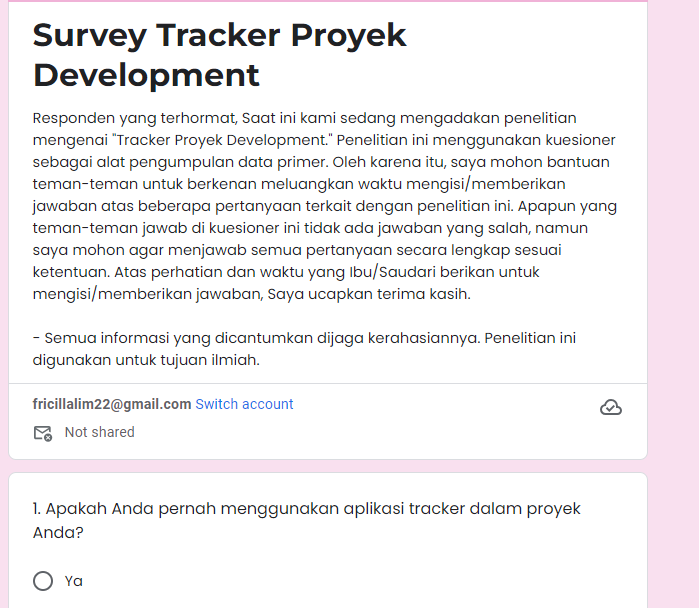 Survey Tracker Proyek
Development
Responden yang terhormat, Saat ini kami sedang mengadakan penelitian
mengenai "Tracker Proyek Development." Penelitian ini menggunakan kuesioner
sebagai alat pengumpulan data primer. Oleh karena itu, saya mohon bantuan
teman-teman untuk berkenan meluangkan waktu mengisi/memberikan
jawaban atas beberapa pertanyaan terkait dengan penelitian ini. Apapun yang
teman-teman jawab di kuesioner ini tidak ada jawaban yang salah, namun
saya mohon agar menjawab semua pertanyaan secara lengkap sesuai
ketentuan. Atas perhatian dan waktu yang Ibu/Saudari berikan untuk
mengisi/memberikan jawaban, Saya ucapkan terima kasih.
- Semua informasi yang dicantumkan dijaga kerahasiannya. Penelitian ini
digunakan untuk tujuan ilmiah.
fricillalim22@gmail.com Switch account
Not shared
1. Apakah Anda pernah menggunakan aplikasi tracker dalam proyek
Anda?
Ya